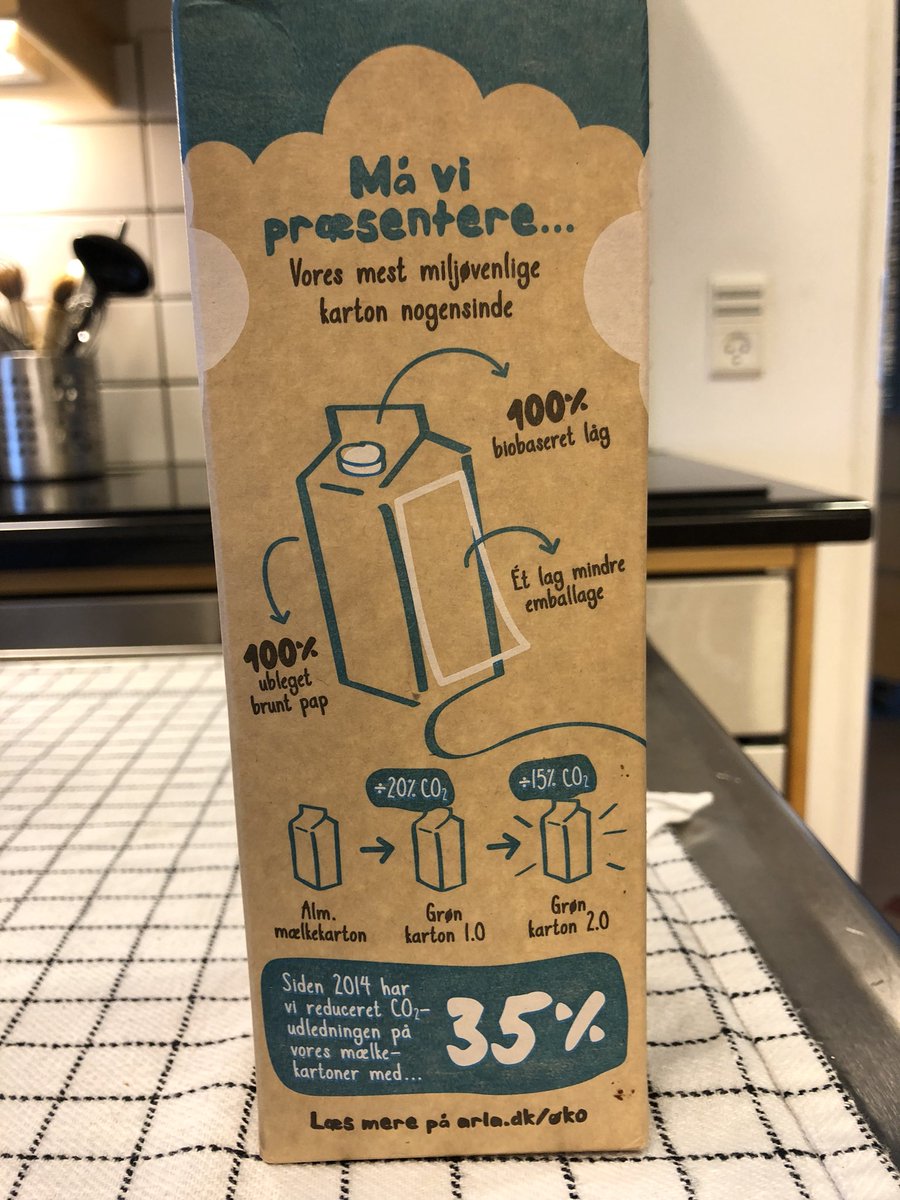 Må vi
præsentere...
Vores mest miljøvenlige
karton nogensinde
100%
biobaseret låg
Ét lag mindre
emballage
100%
ubleget
brunt pap
÷20% CO₂
÷15% CO₂
Alm.
mælkekarton
Grøn
karton 1.0
Grøn
karton 2.0
Siden 2014 har
vi reduceret CO₂-
udledningen på
vores mælke-
kartoner med...
35%
Læs mere på arla.dk/øko